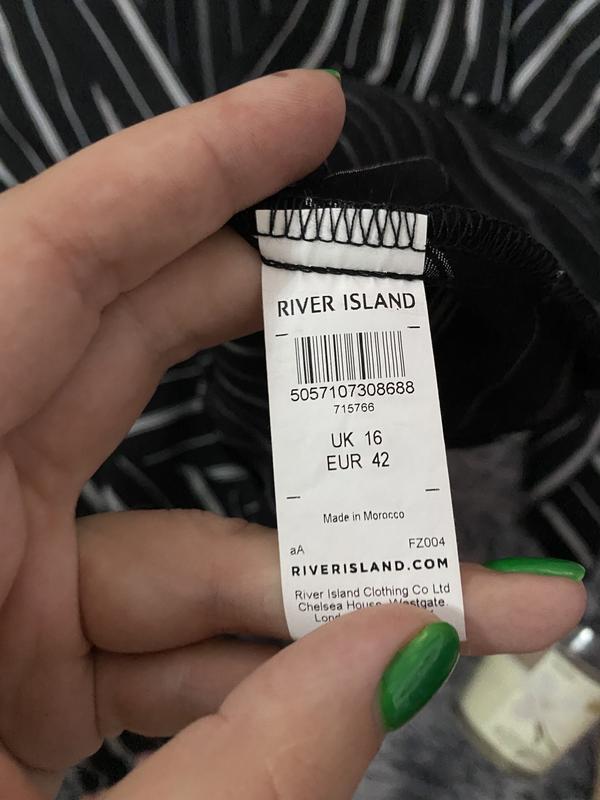 RIVER ISLAND
5057107308688
715766
UK 16
EUR 42
Made in Morocco
aA FZ004
RIVERISLAND.COM
River Island Clothing Co Ltd
Chelsea House, Westgate,